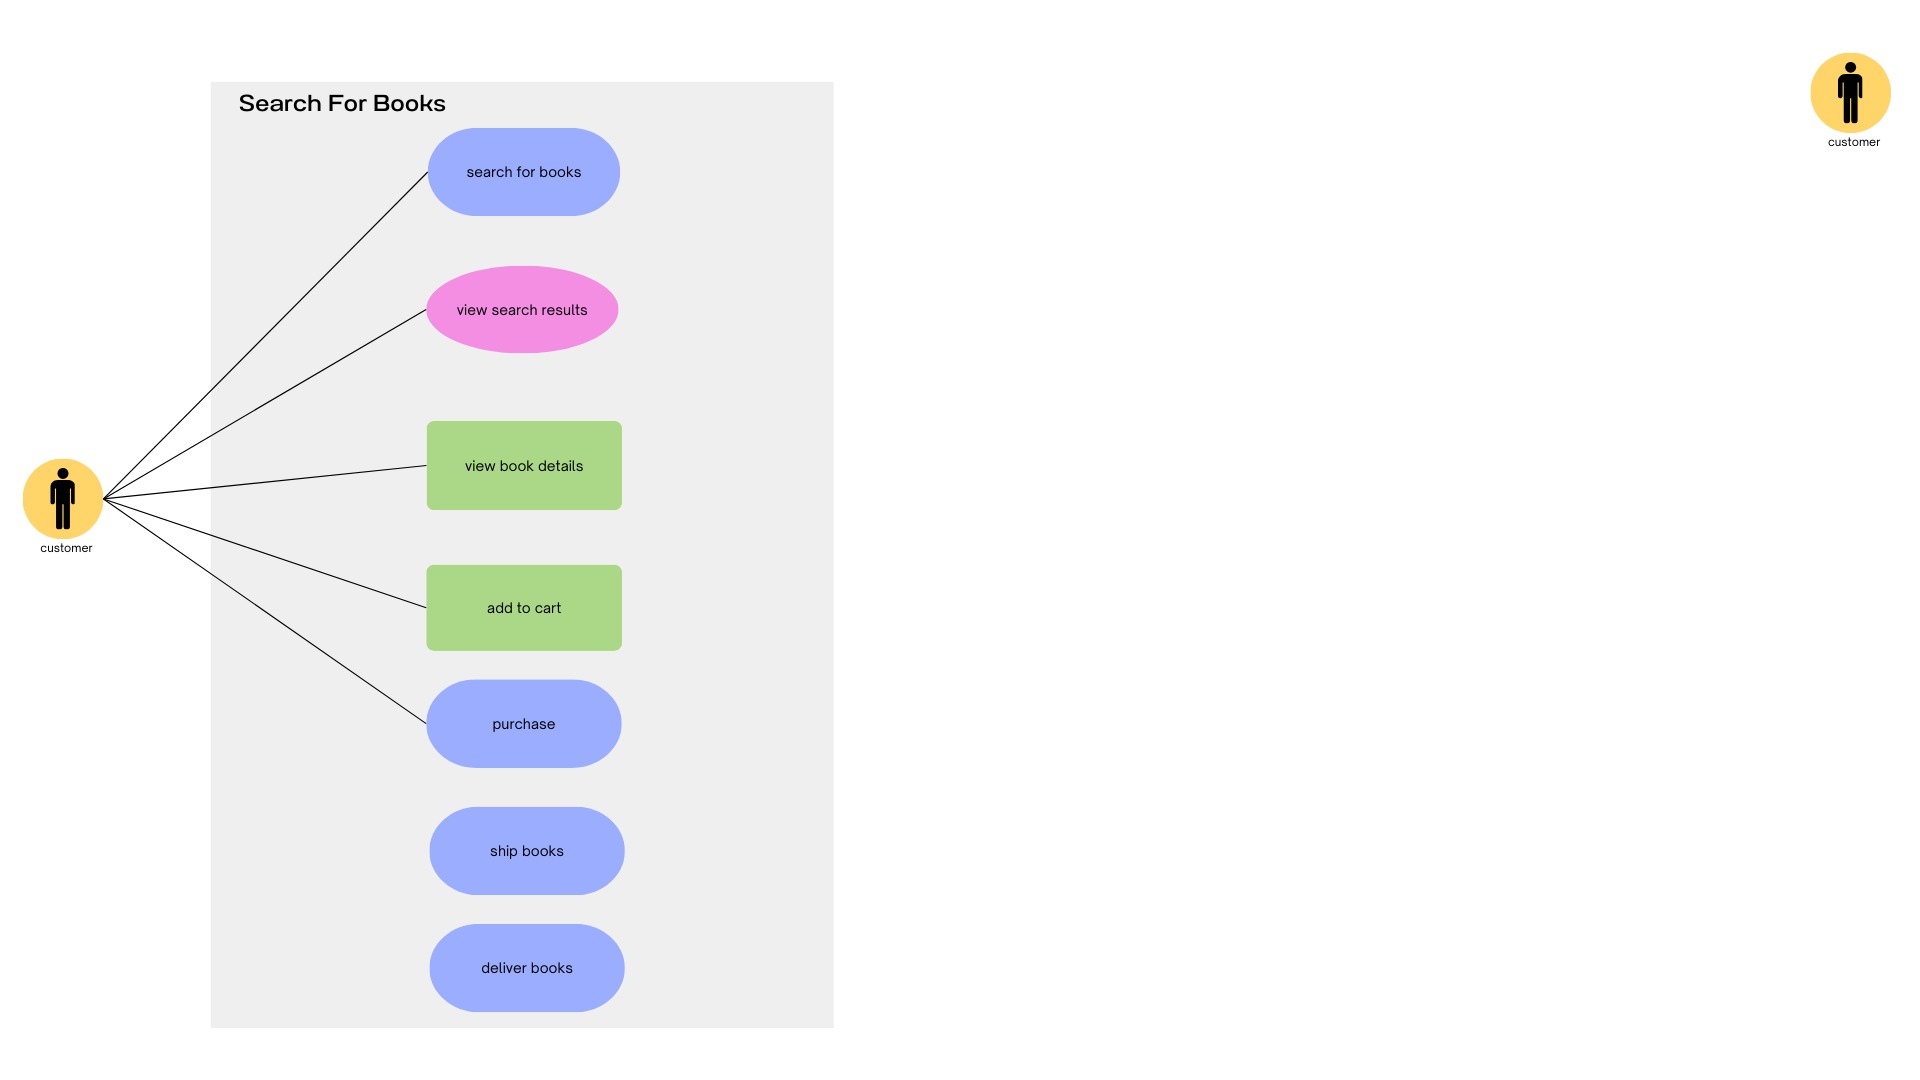 Search For Books
search for books
view search results
view book details
add to cart
purchase
ship books
deliver books
customer
customer